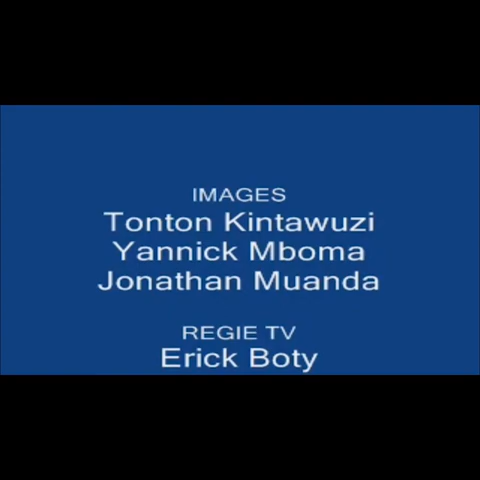 IMAGES
Tonton Kintawuzi
Yannick Mboma
Jonathan Muanda
REGIE TV
Erick Boty